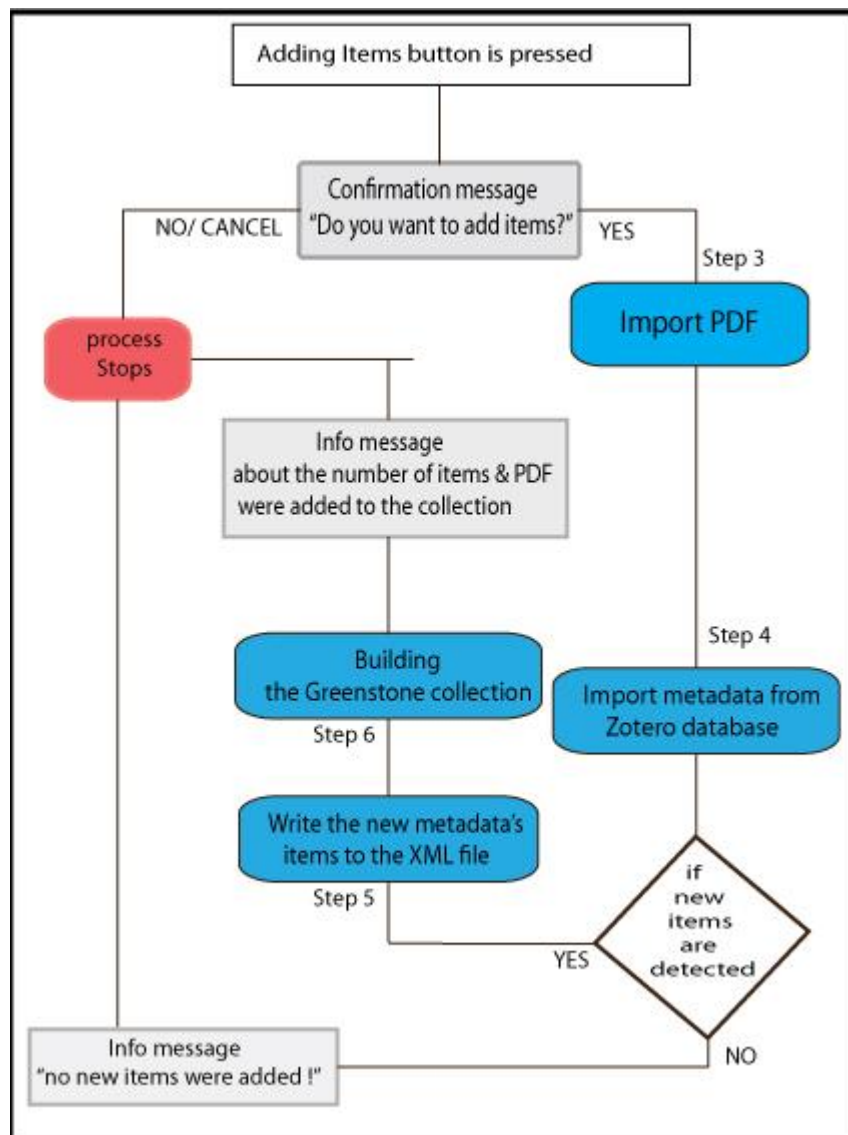 Adding Items button is pressed
Confirmation message
"Do you want to add items?"
NO/ CANCEL
YES
Step 3
Import PDF
process
Stops
Info message
about the number of items & PDF
were added to the collection
Step 4
Building
the Greenstone collection
Import metadata from
Zotero database
Step 6
Write the new metadata's
items to the XML file
Step 5
if
new
items
are
detected
YES
NO
Info message
"no new items were added !"